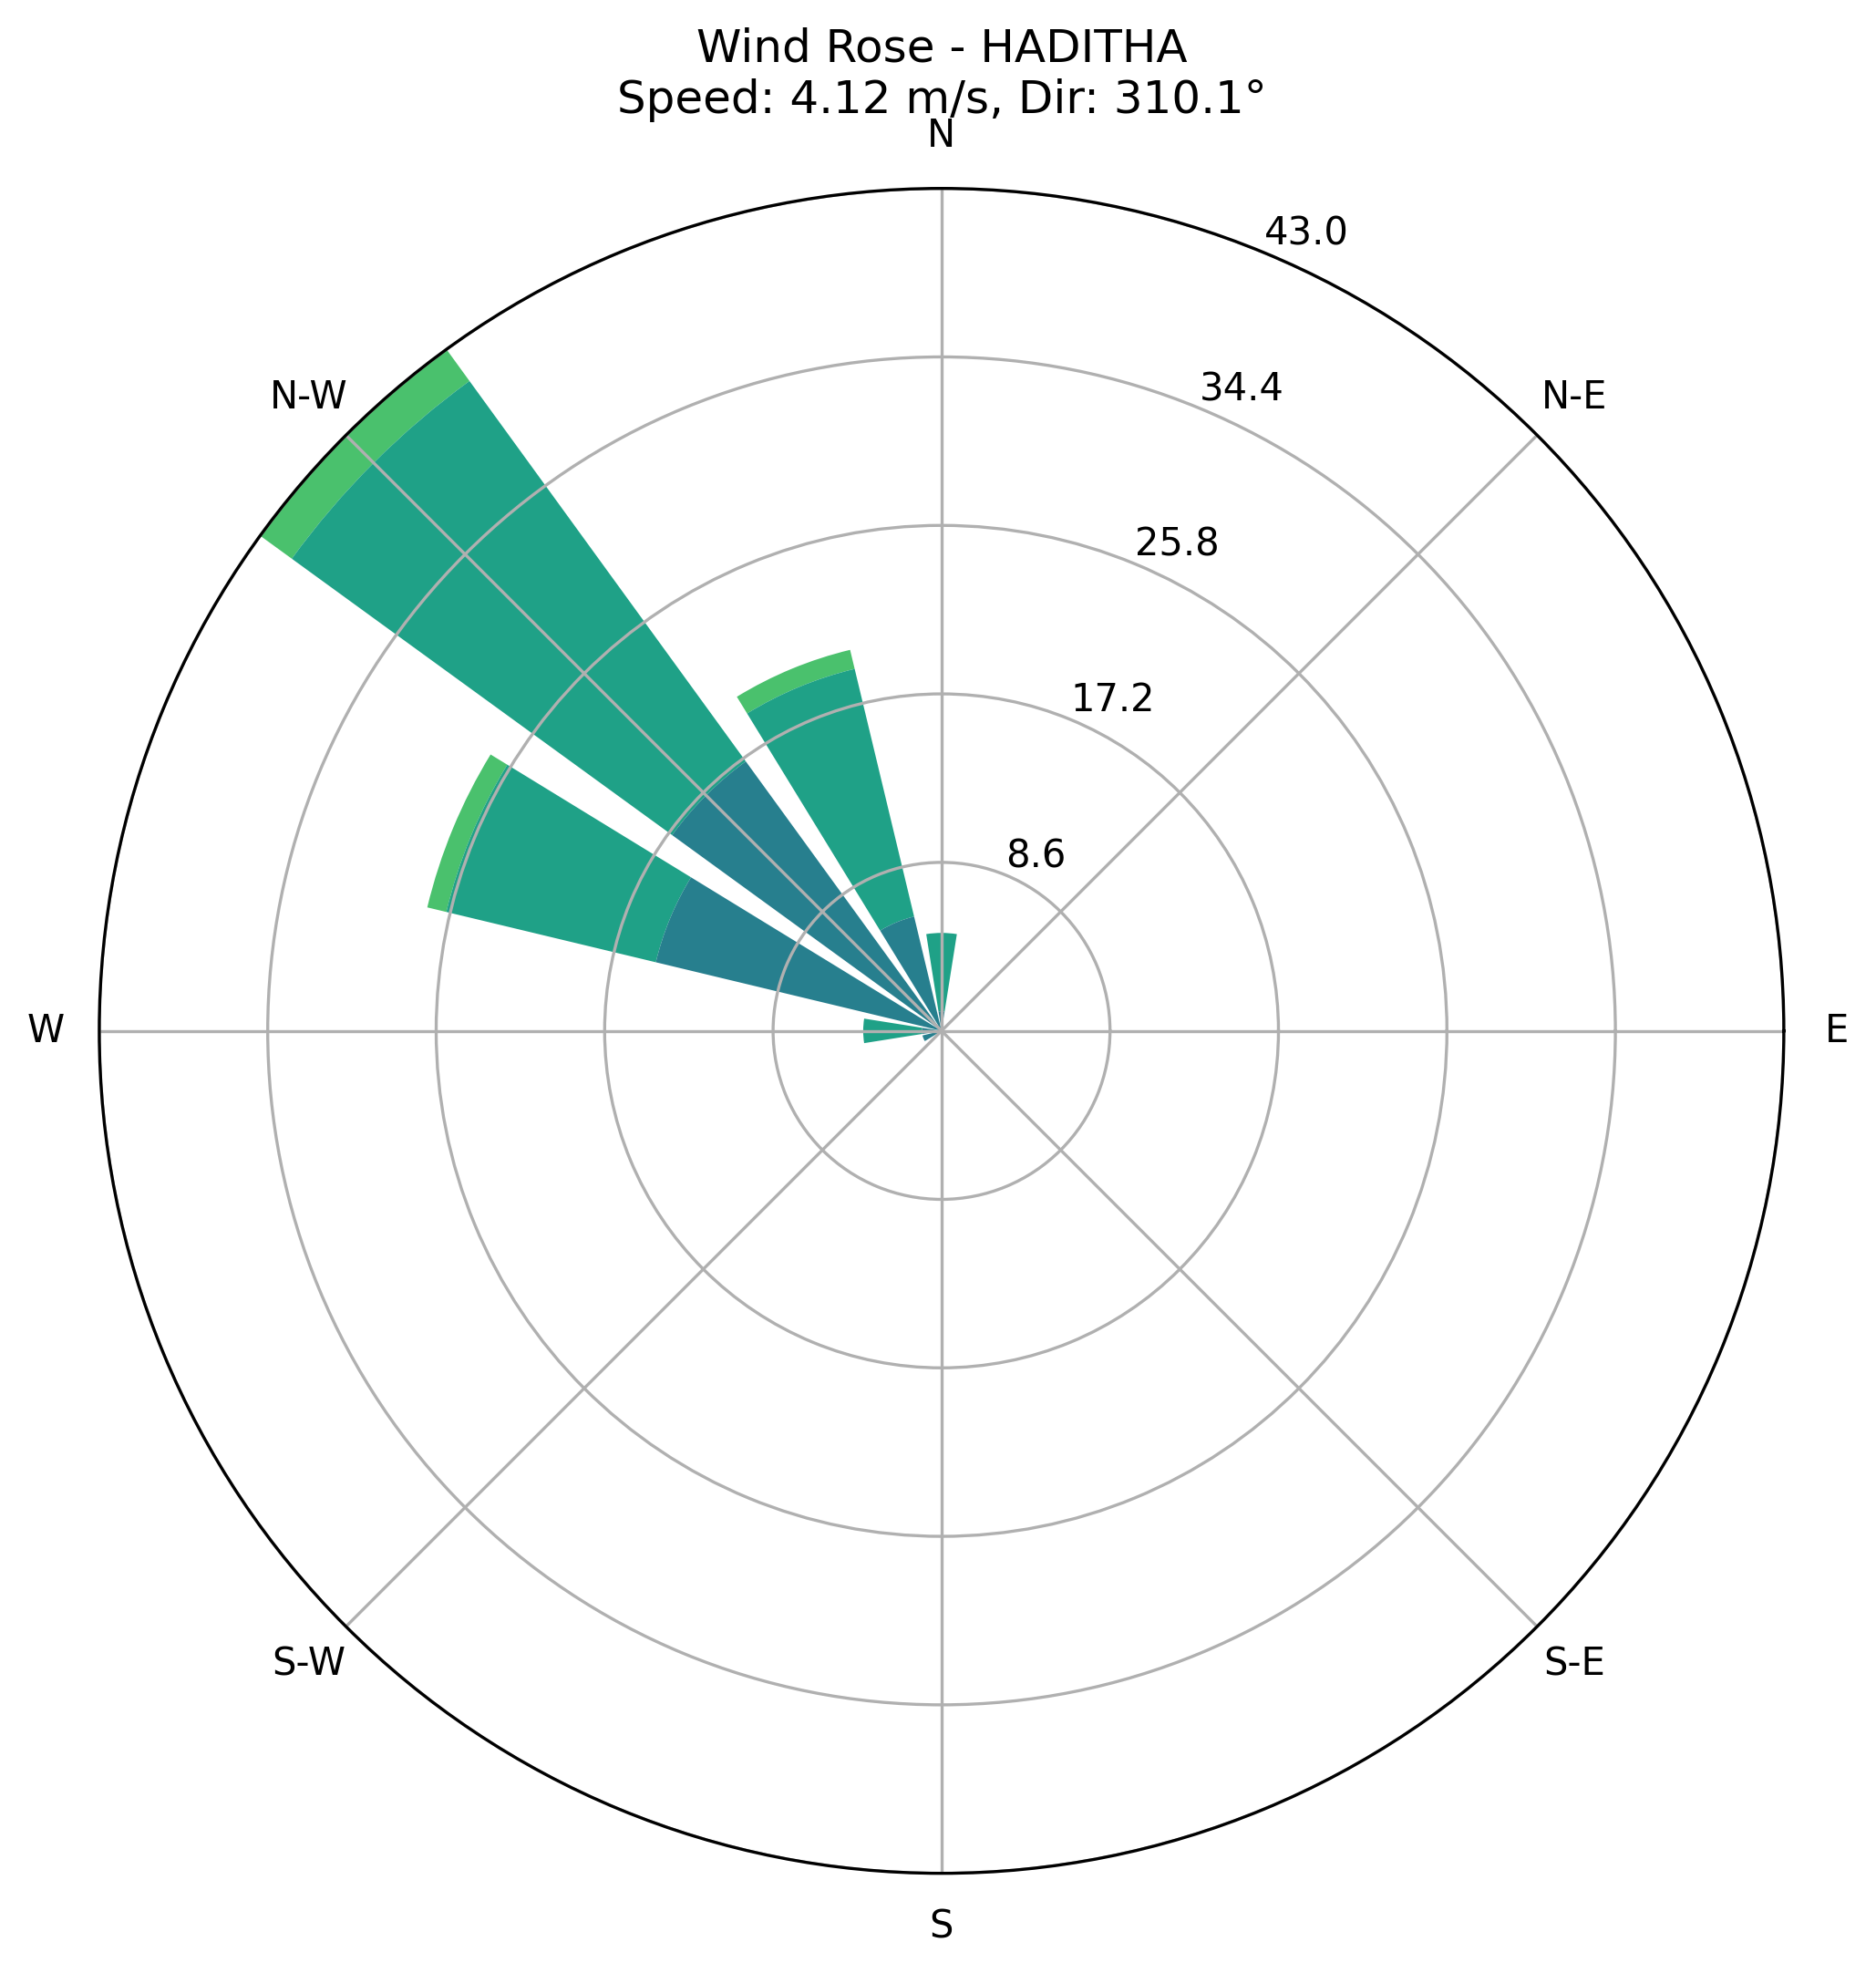 Wind Rose - HADITHA
Speed: 4.12 m/s, Dir: 310.1°
N
43.0
34.4
N-W
N-E
25.8
17.2
8.6
W
E
S-W
S-E
S